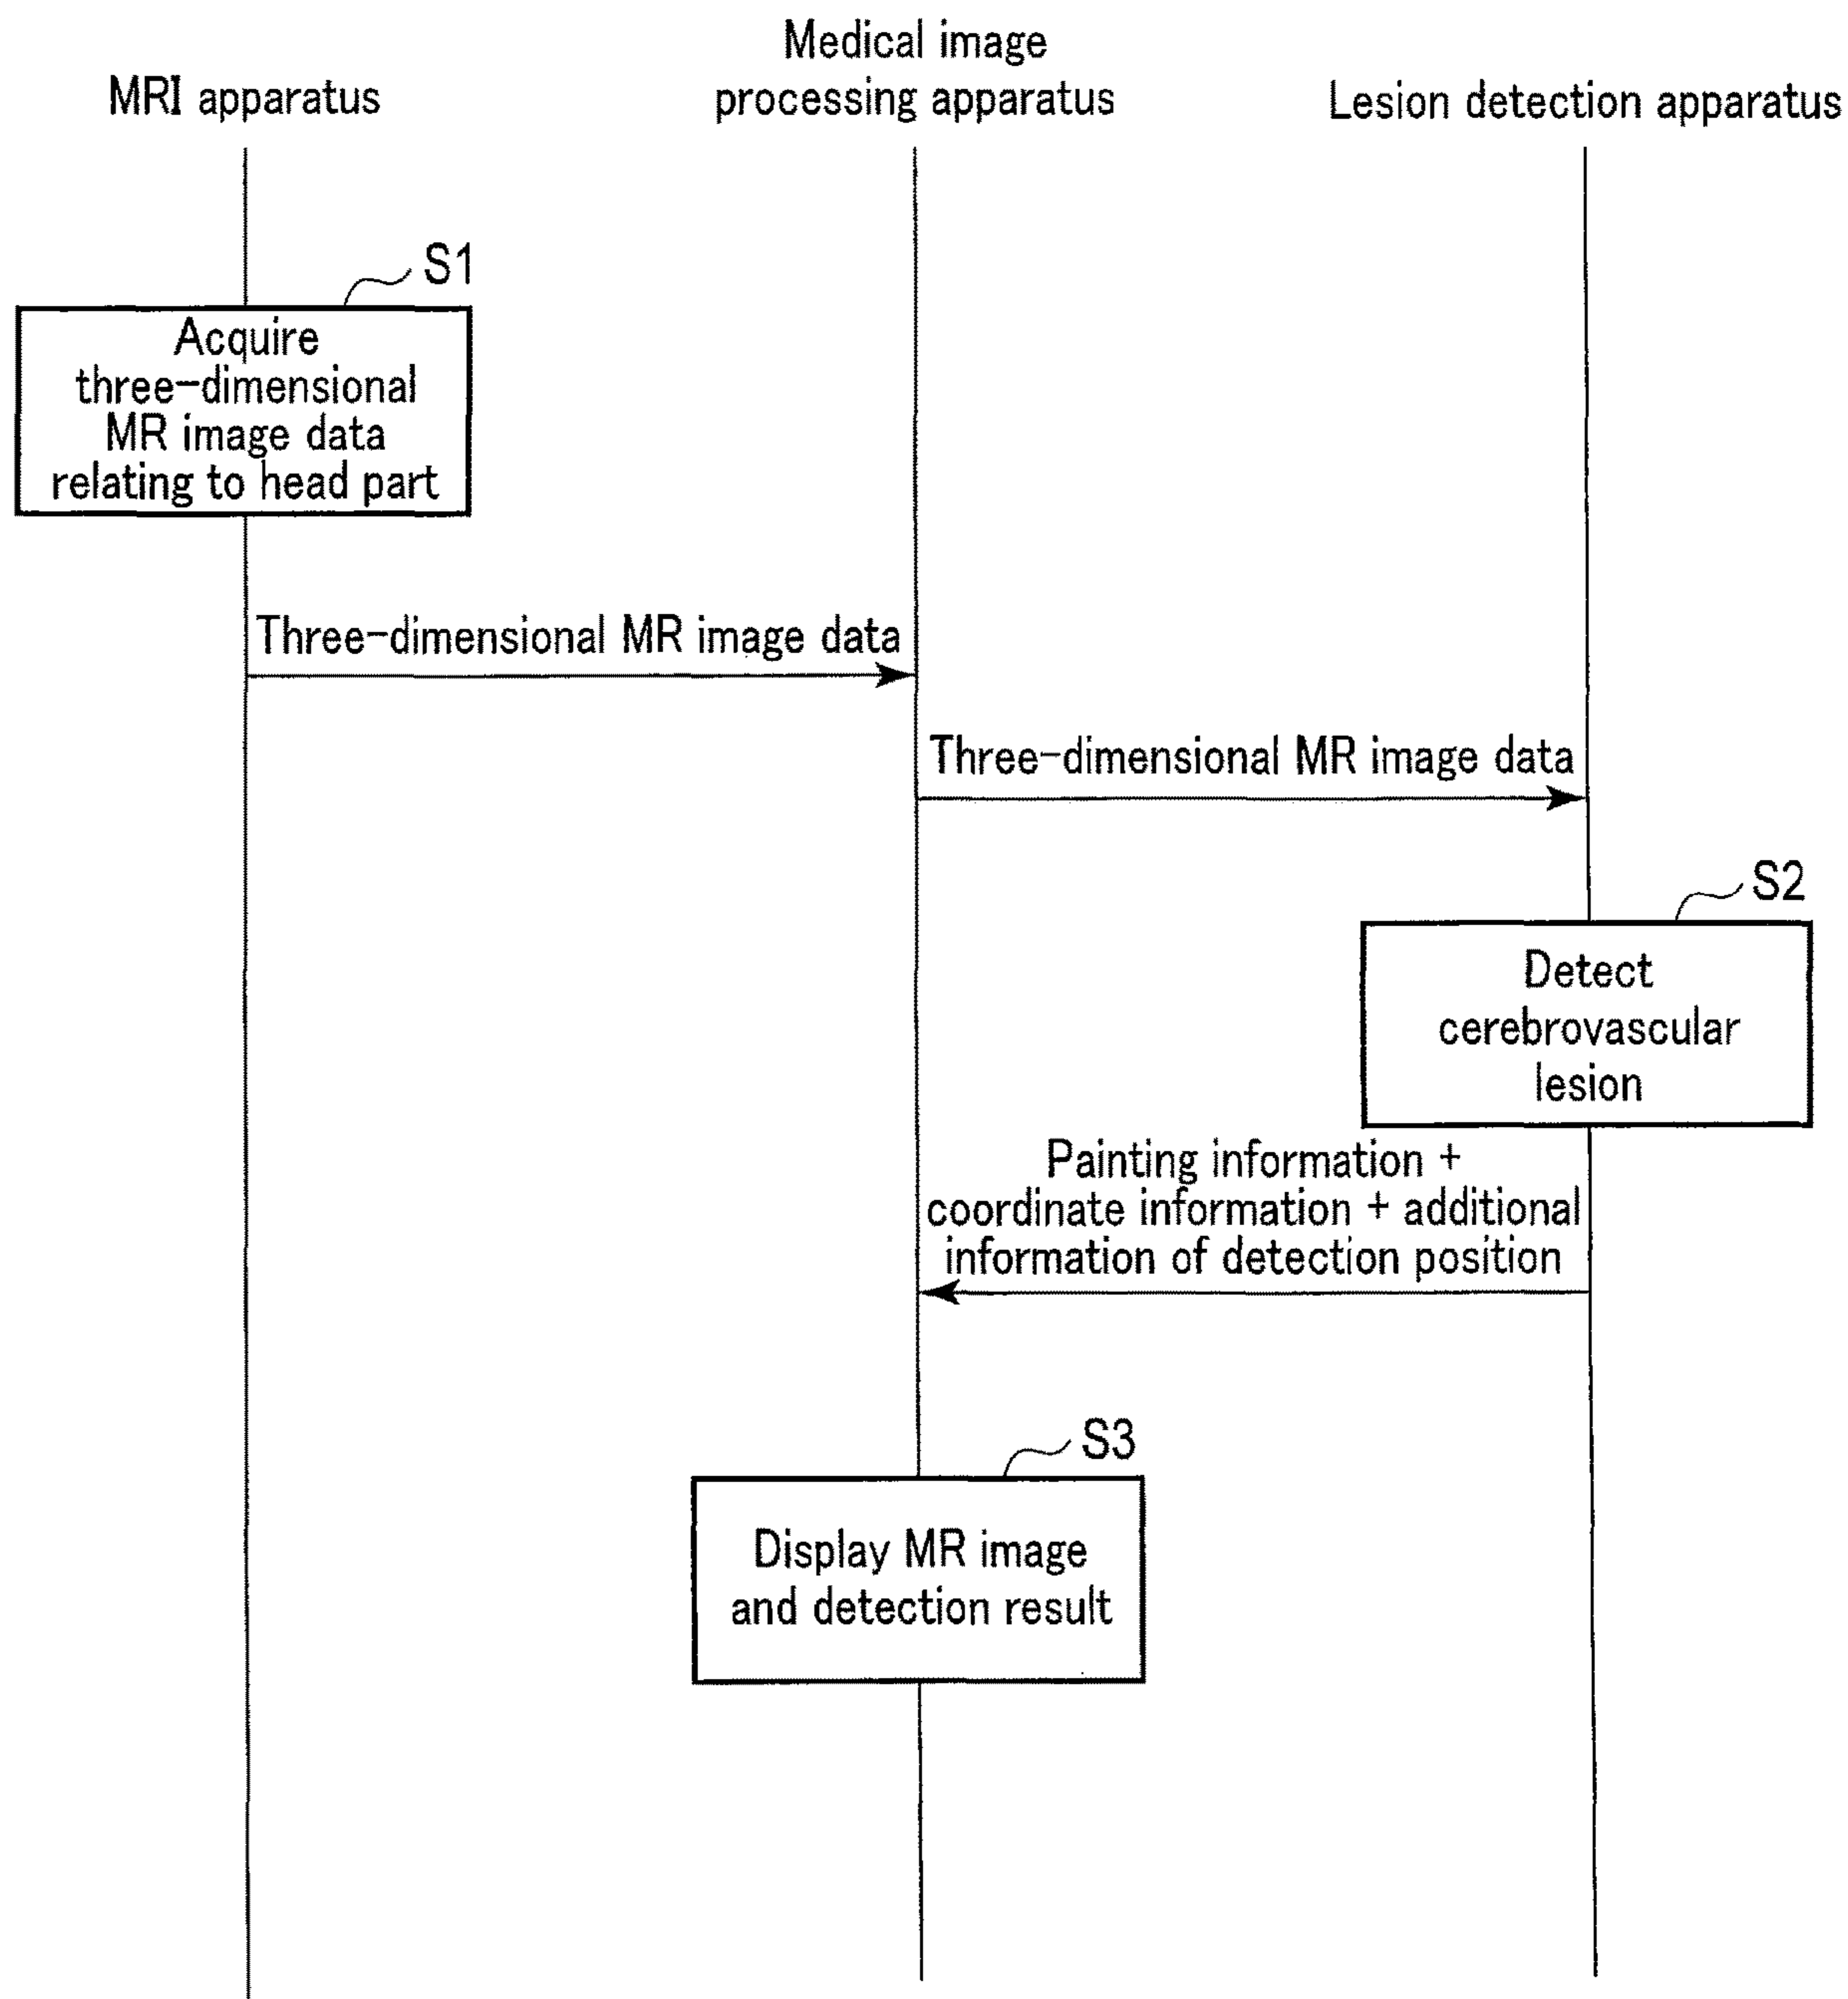 MRI apparatus
Medical image
processing apparatus
Lesion detection apparatus
S1
Acquire
three-dimensional
MR image data
relating to head part
Three-dimensional MR image data
Three-dimensional MR image data
S2
Detect
cerebrovascular
lesion
Painting information +
coordinate information + additional
information of detection position
S3
Display MR image
and detection result